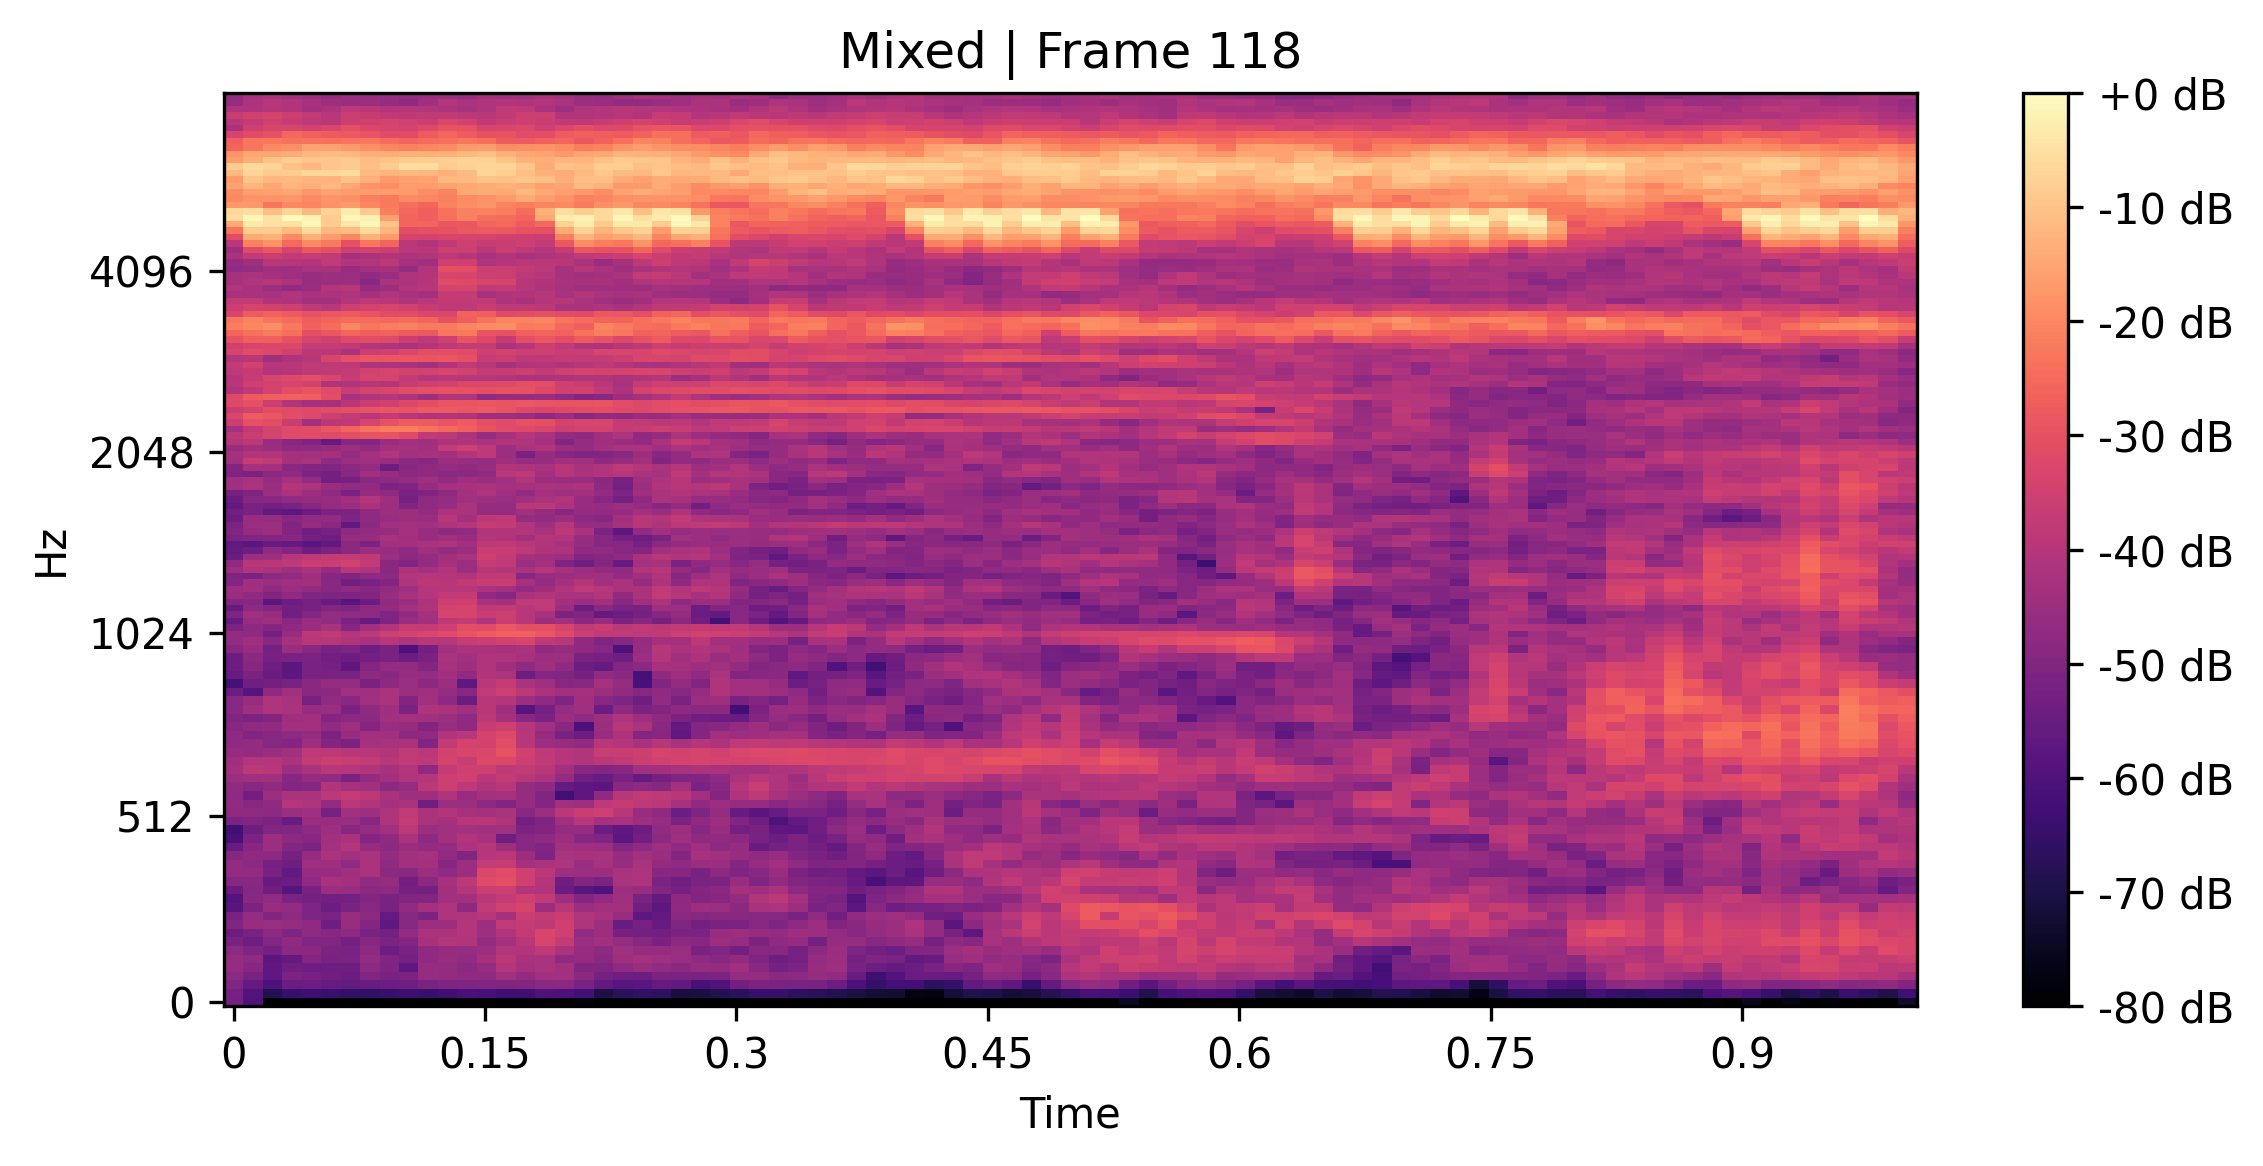 Mixed | Frame 118
Hz
4096
2048
1024
512
0
0 0.15 0.3 0.45 0.6 0.75 0.9
Time
+0 dB
-10 dB
-20 dB
-30 dB
-40 dB
-50 dB
-60 dB
-70 dB
-80 dB